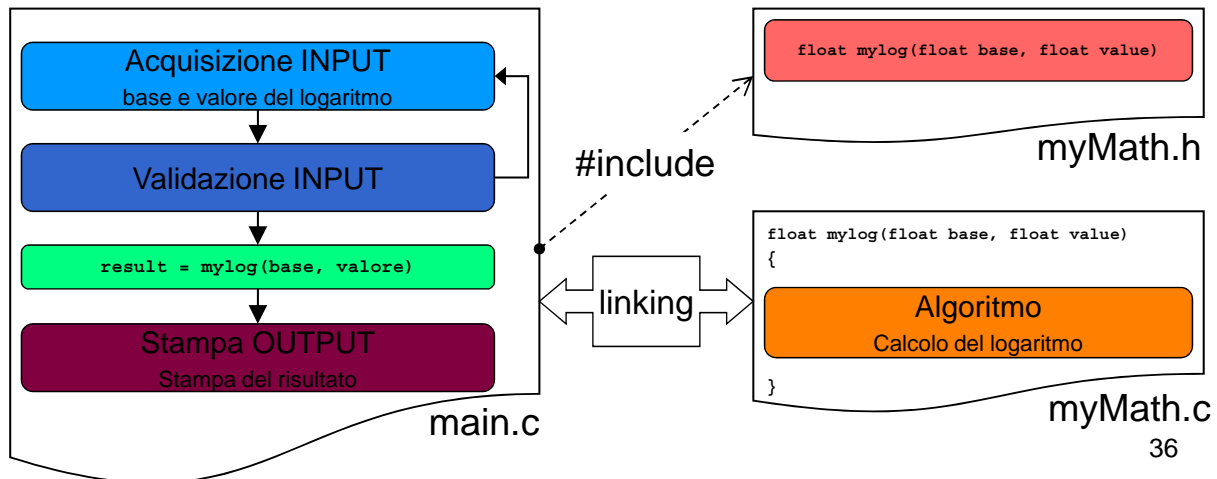 Acquisizione INPUT
base e valore del logaritmo
Validazione INPUT
result = mylog(base, valore)
Stampa OUTPUT
Stampa del risultato
main.c
#include
linking
float mylog(float base, float value)
myMath.h
float mylog(float base, float value)
{
Algoritmo
Calcolo del logaritmo
}
myMath.c
36